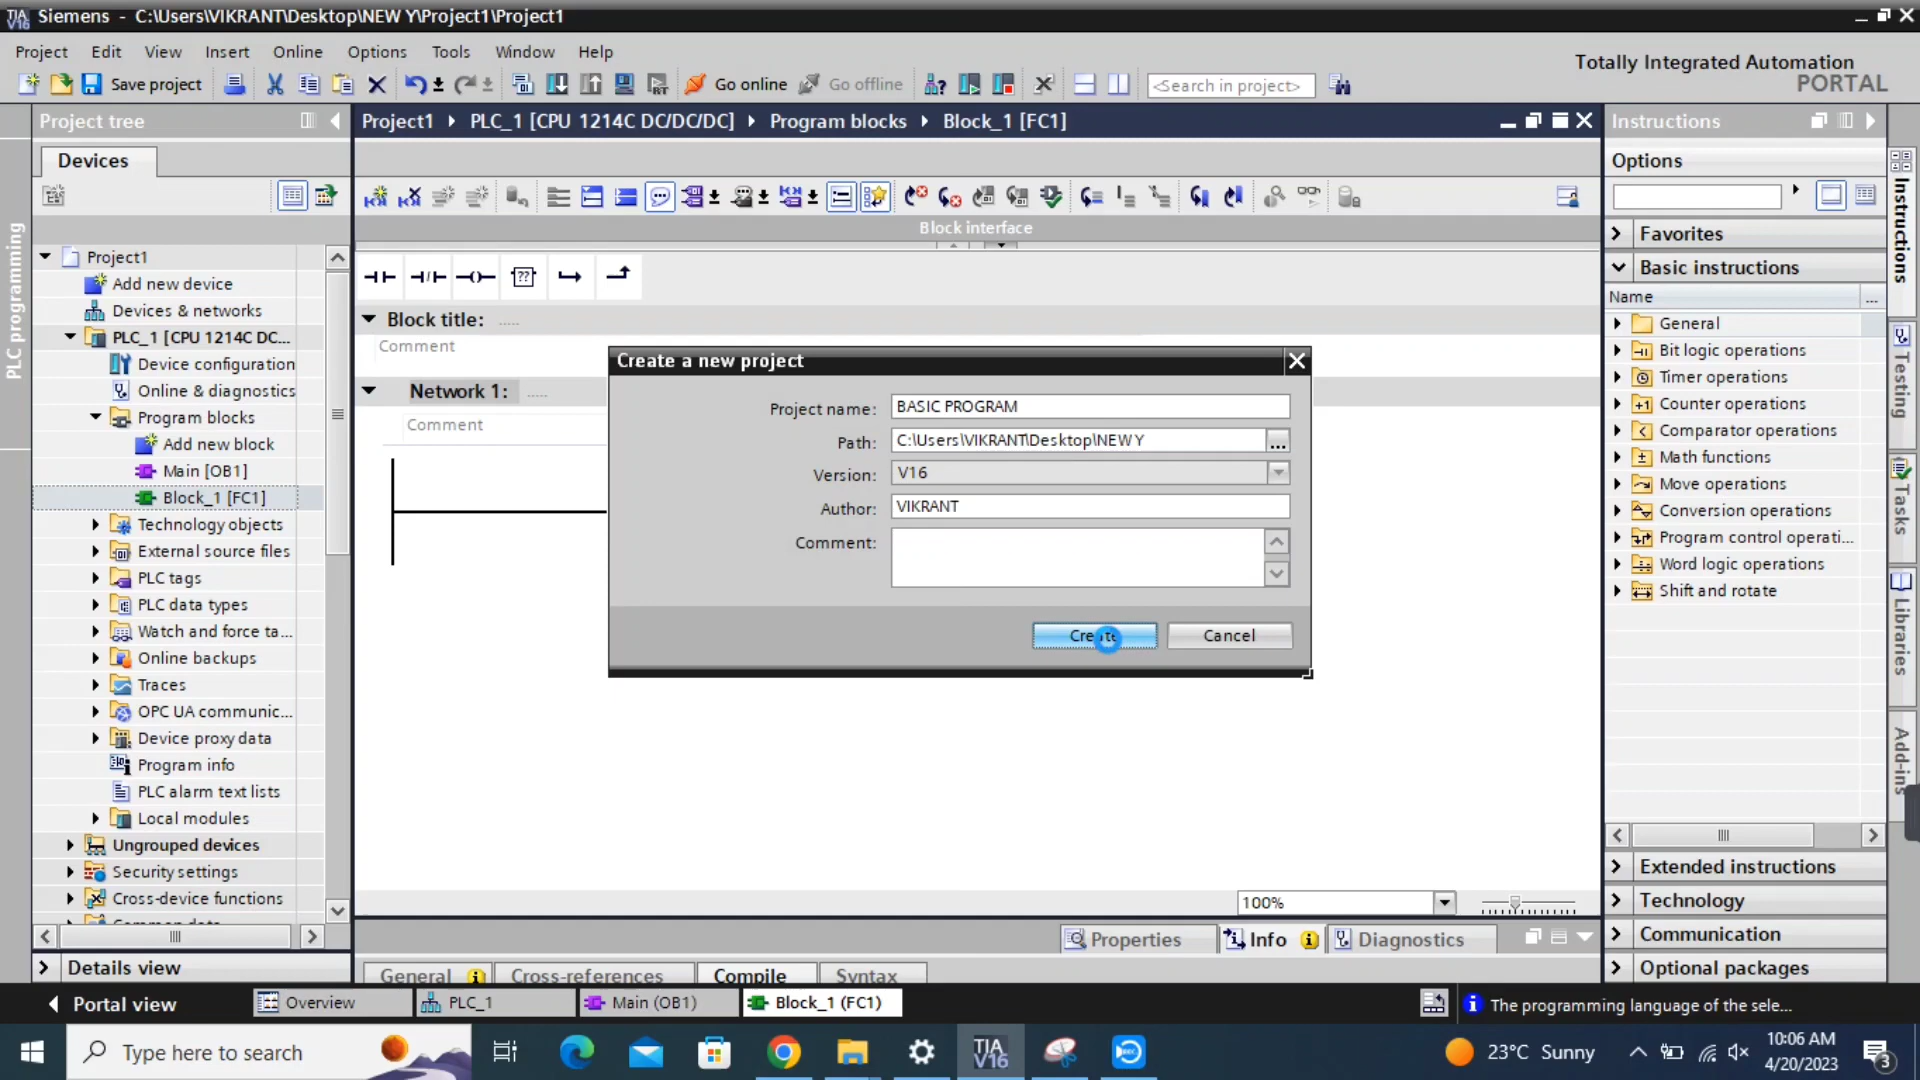 Siemens - C:\Users\VIKRANT\Desktop\NEW Y\Project1\Project1
Project Edit View Insert Online Options Tools Window Help
Totally Integrated Automation
PORTAL
Save project Go online Go offline <Search in project>
Project tree
Project1 PLC_1 [CPU 1214C DC/DC/DC] Program blocks Block_1 [FC1]
Instructions
Devices
Options
Block interface
PLC programming
Project1
Add new device
Devices & networks
PLC_1 [CPU 1214C DC...
Device configuration
Online & diagnostics
Program blocks
Add new block
Main [OB1]
Block_1 [FC1]
Technology objects
External source files
PLC tags
PLC data types
Watch and force ta...
Online backups
Traces
OPC UA communic...
Device proxy data
Program info
PLC alarm text lists
Local modules
Ungrouped devices
Security settings
Cross-device functions
Common data
Details view
??
Block title: .....
Comment
Network 1: .....
Comment
Create a new project
Project name: BASIC PROGRAM
Path: C:\Users\VIKRANT\Desktop\NEW Y ...
Version: V16
Author: VIKRANT
Comment:
Create Cancel
100%
Properties Info Diagnostics
General Cross-references Compile Syntax
Favorites
Basic instructions
Name ...
General
Bit logic operations
Timer operations
Counter operations
Comparator operations
Math functions
Move operations
Conversion operations
Program control operati...
Word logic operations
Shift and rotate
Extended instructions
Technology
Communication
Optional packages
Instructions
Testing
Tasks
Libraries
Add-ins
Portal view Overview PLC_1 Main (OB1) Block_1 (FC1) The programming language of the sele...
Type here to search
TIA
V16
REC
23°C Sunny
10:06 AM
4/20/2023
3